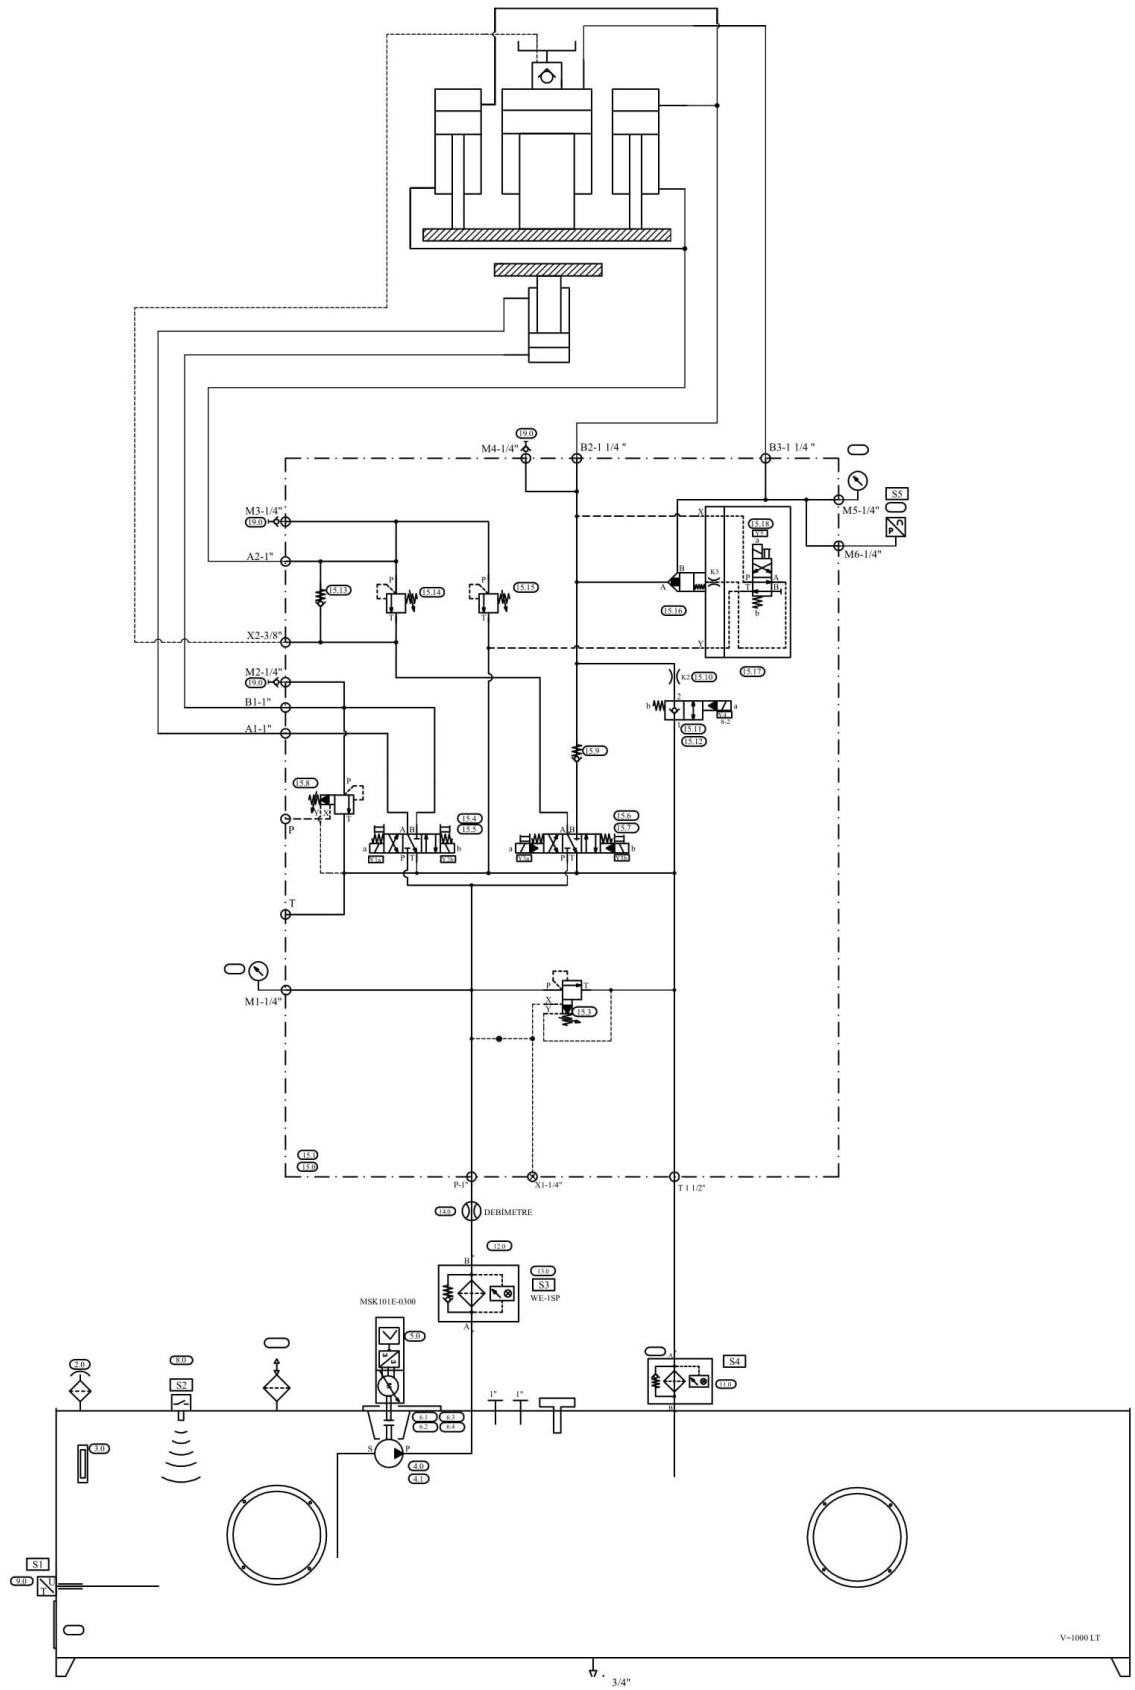 19.0
M4-1/4"
B2-1 1/4 "
B3-1 1/4 "
S5
M5-1/4"
M6-1/4"
P
M3-1/4"
19.0
A2-1"
15.13
P
T
15.14
P
T
15.15
X
15.18
a
B
A
K3
P
A
T
B
b
15.16
Y
15.17
X2-3/8"
M2-1/4"
19.0
B1-1"
A1-1"
K2
15.10
2
b
a
8-2
1
15.11
15.12
15.9
15.8
P
Y
X
T
P
15.4
15.5
A
B
a
b
P
T
15.6
15.7
A
B
a
b
P
T
T
M1-1/4"
P
T
X
Y
15.3
15.1
15.0
P-1"
X1-1/4"
T 1 1/2"
14.0
DEBİMETRE
12.0
B
13.0
S3
WE-1SP
A
MSK101E-0300
5.0
2.0
8.0
S2
A
S4
11.0
B
1"
1"
6.1
6.3
6.2
6.4
3.0
S
P
4.0
4.1
S1
9.0
U
T
V=1000 LT
3/4"